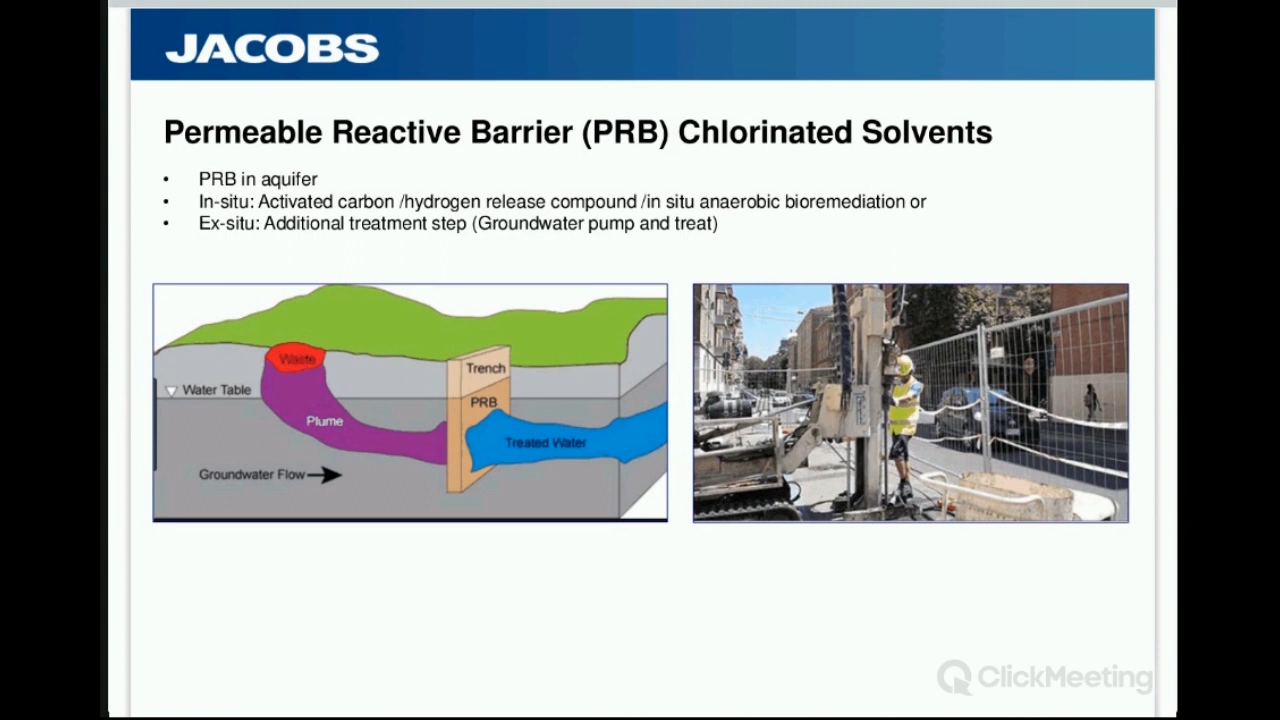 JACOBS
Permeable Reactive Barrier (PRB) Chlorinated Solvents
• PRB in aquifer
• In-situ: Activated carbon /hydrogen release compound /in situ anaerobic bioremediation or
• Ex-situ: Additional treatment step (Groundwater pump and treat)
Waste
Trench
Water Table
PRB
Plume
Treated Water
Groundwater Flow
ClickMeeting